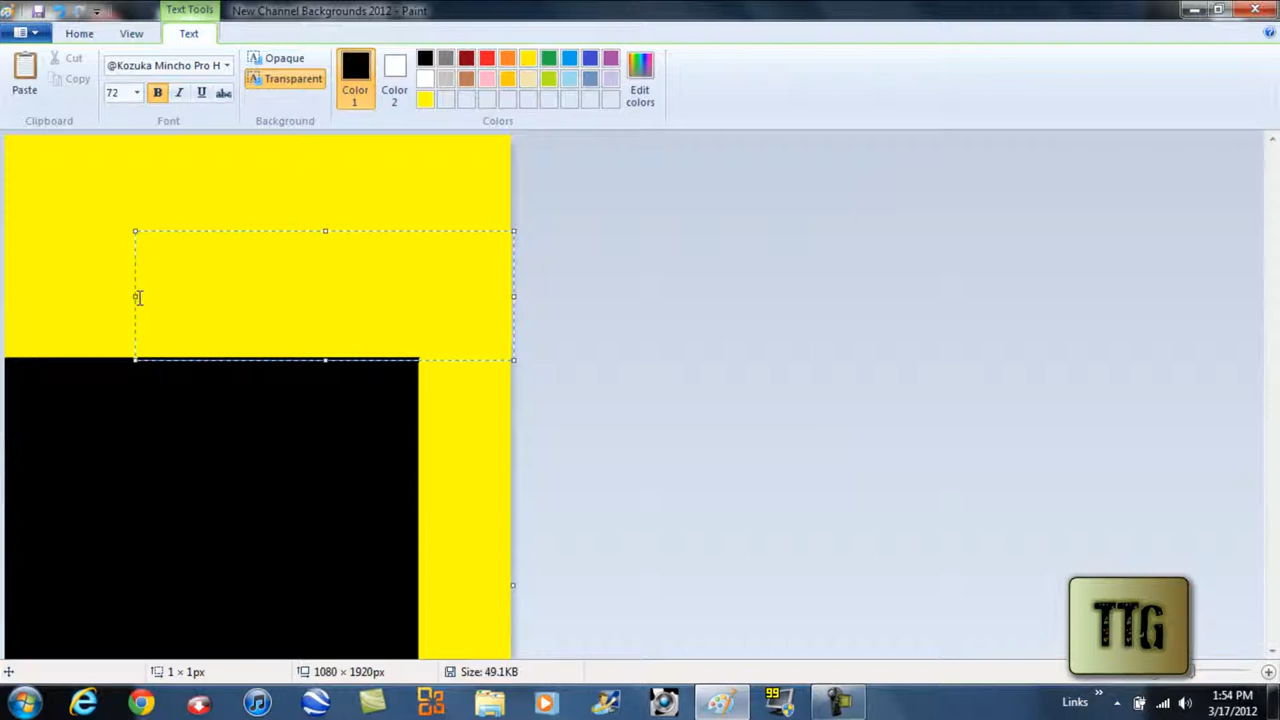 Text Tools
New Channel Backgrounds 2012 - Paint
Home
View
Text
Paste
Cut
Copy
Clipboard
@Kozuka Mincho Pro H
72
B
I
U
abc
Font
Opaque
Transparent
Background
Color 1
Color 2
Edit colors
Colors
TTG
1 × 1px
1080 × 1920px
Size: 49.1KB
99
Links
1:54 PM
3/17/2012